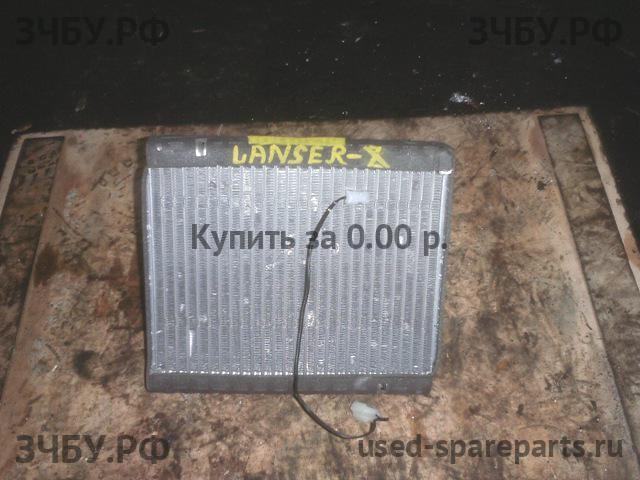 ЗЧБУ.РФ ЗЧБУ.РФ
LANSER-X
Купить за 0.00 р.
ЗЧБУ.РФ used-spareparts.ru